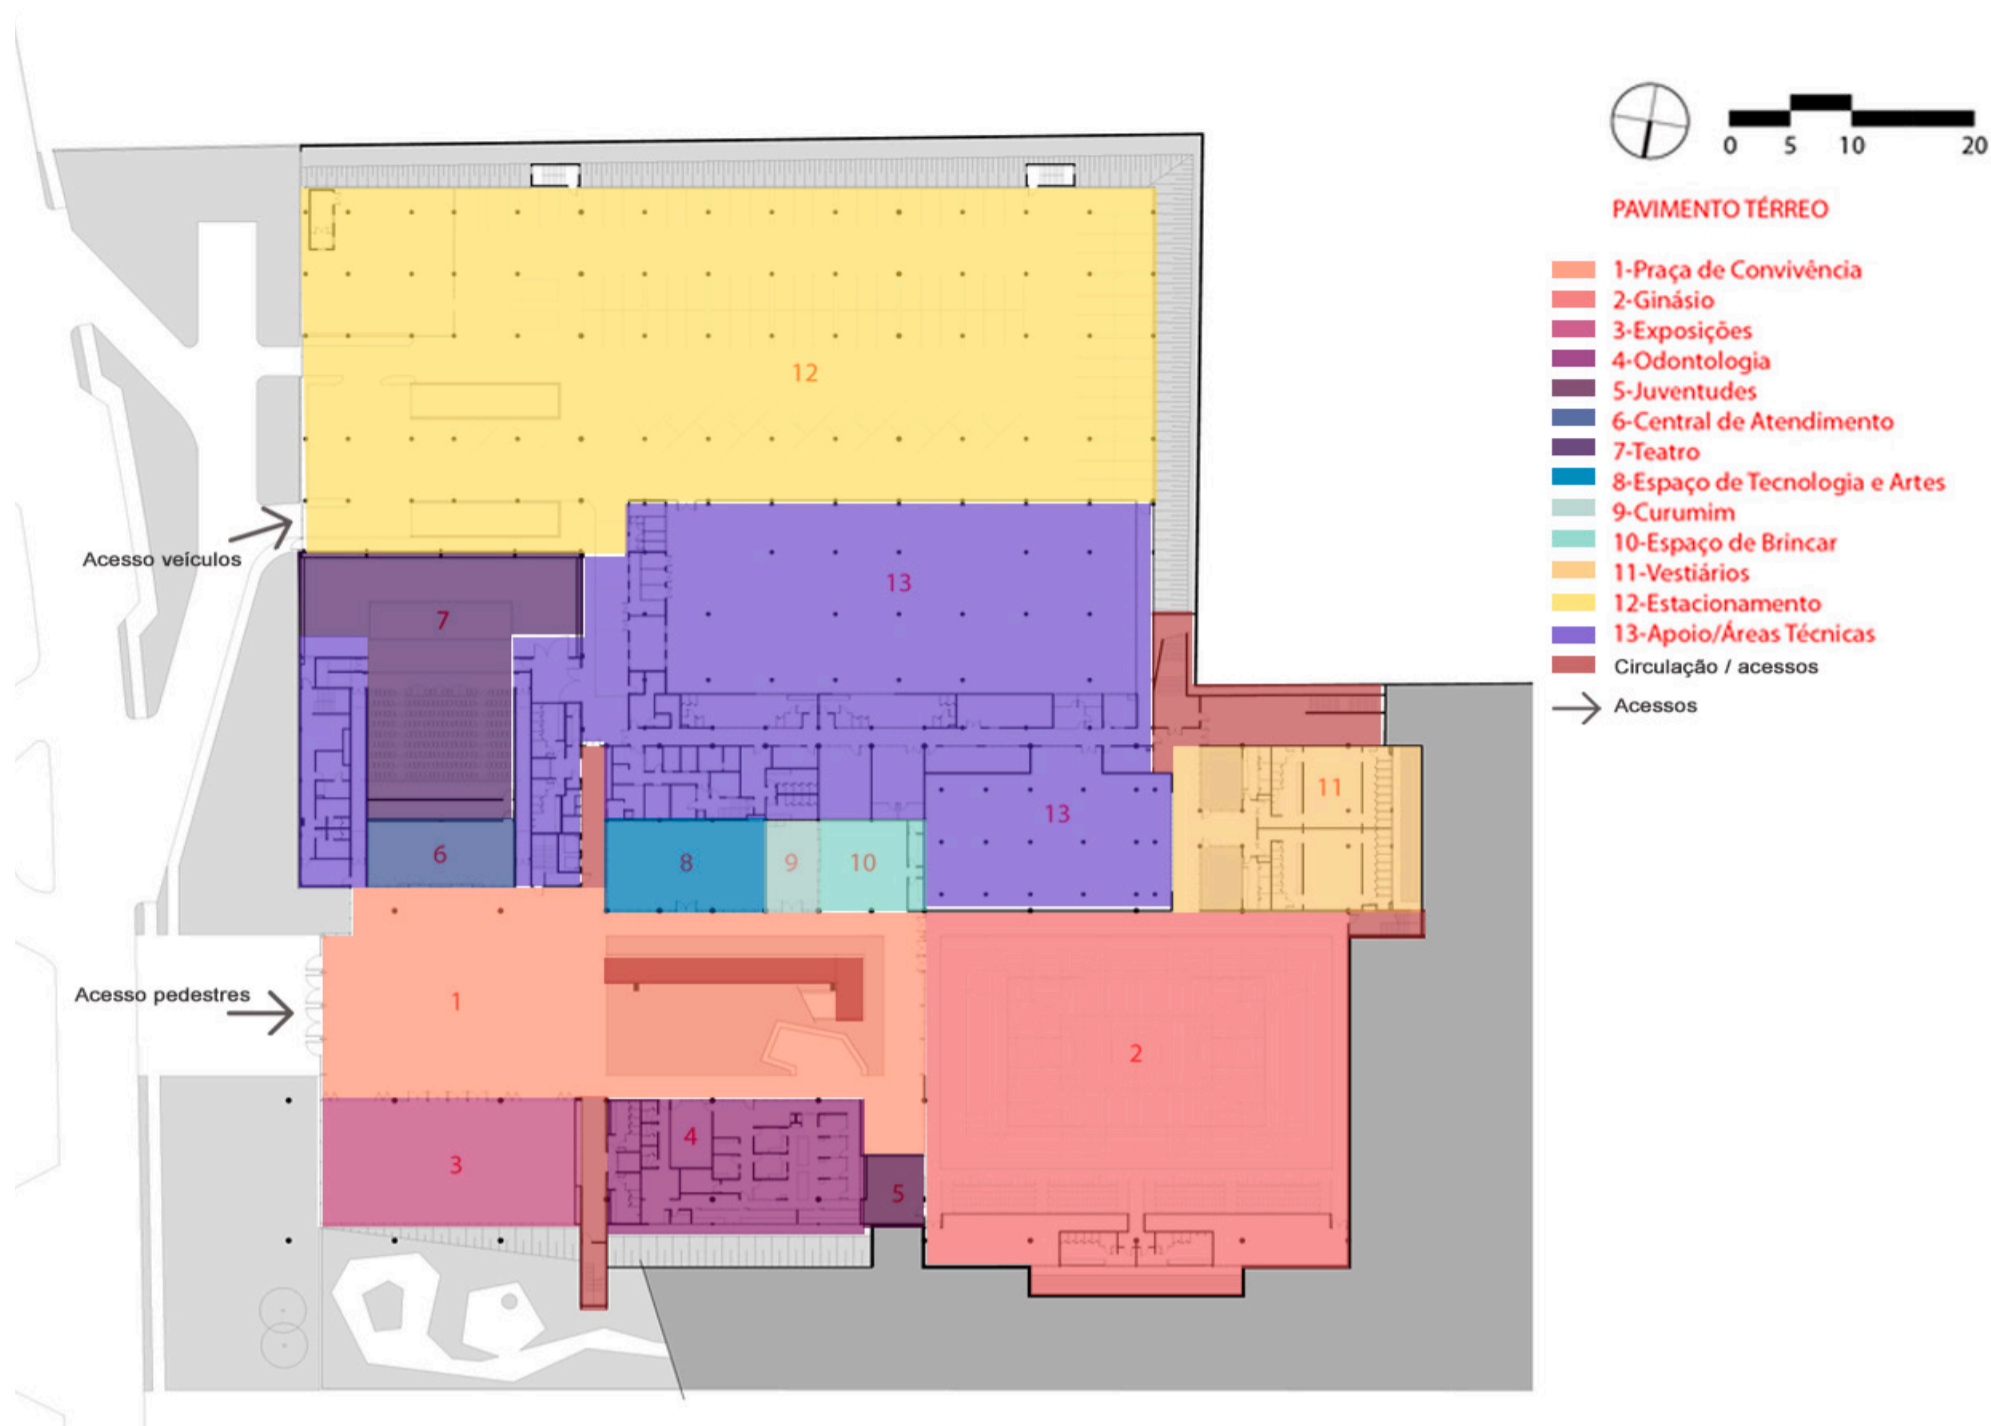 0 5 10 20
PAVIMENTO TÉRREO
1-Praça de Convivência
2-Ginásio
3-Exposições
4-Odontologia
5-Juventudes
6-Central de Atendimento
7-Teatro
8-Espaço de Tecnologia e Artes
9-Curumim
10-Espaço de Brincar
11-Vestiários
12-Estacionamento
13-Apoio/Áreas Técnicas
Circulação / acessos
Acessos
12
Acesso veículos
13
7
11
13
6
8
9
10
Acesso pedestres
1
2
4
3
5